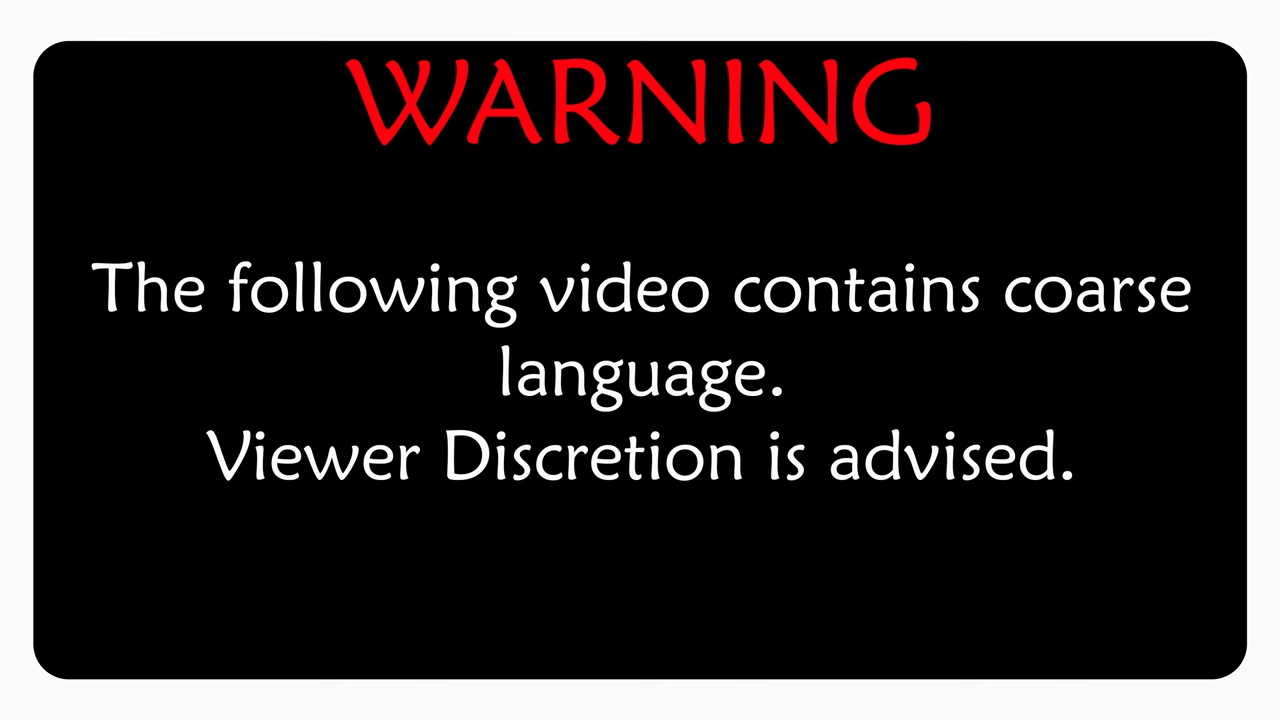 WARNING
The following video contains coarse
language.
Viewer Discretion is advised.